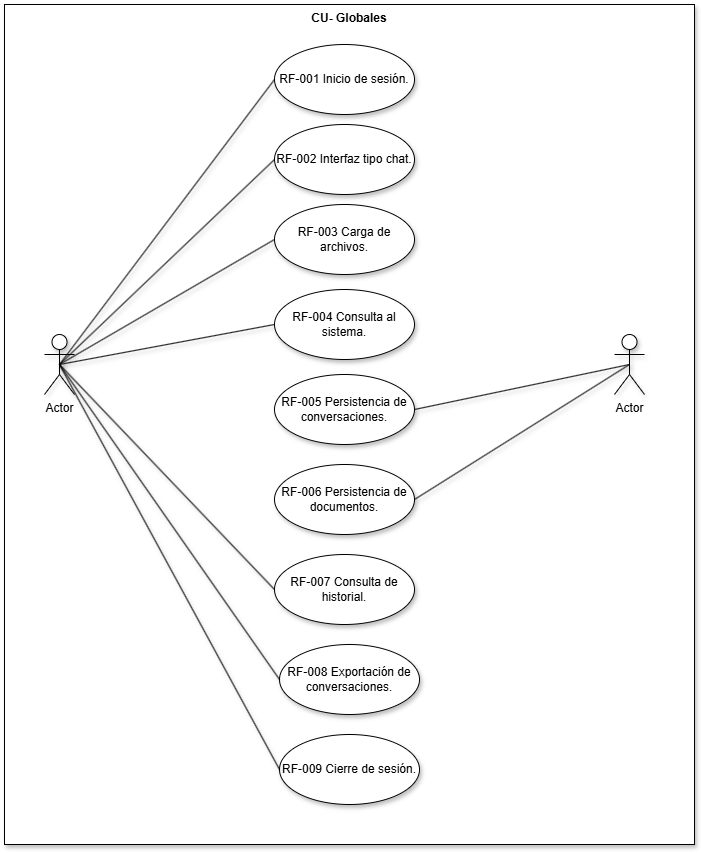 CU- Globales
RF-001 Inicio de sesión.
RF-002 Interfaz tipo chat.
RF-003 Carga de
archivos.
RF-004 Consulta al
sistema.
RF-005 Persistencia de
conversaciones.
Actor
Actor
RF-006 Persistencia de
documentos.
RF-007 Consulta de
historial.
RF-008 Exportación de
conversaciones.
RF-009 Cierre de sesión.